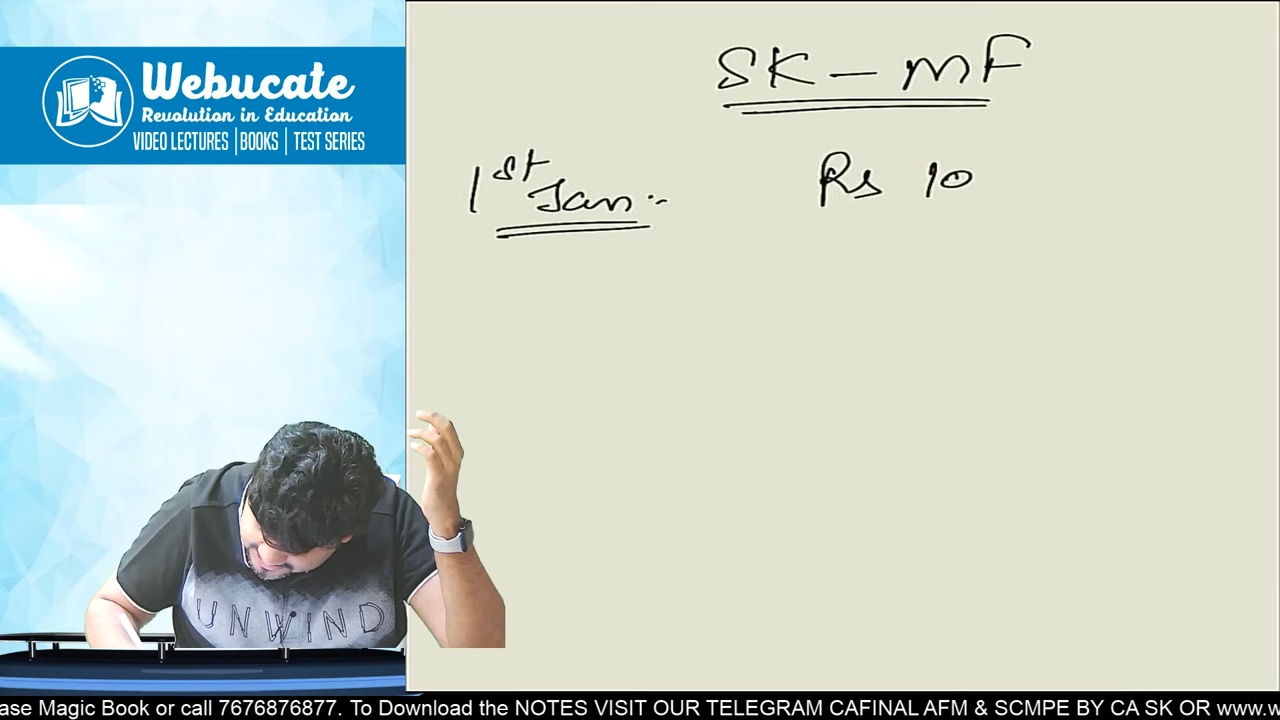 Webucate
Revolution in Education
VIDEO LECTURES | BOOKS | TEST SERIES
SK - MF
1st Jan :-
Rs 10
UNWIND
ase Magic Book or call 7676876877. To Download the NOTES VISIT OUR TELEGRAM CAFINAL AFM & SCMPE BY CA SK OR www.w